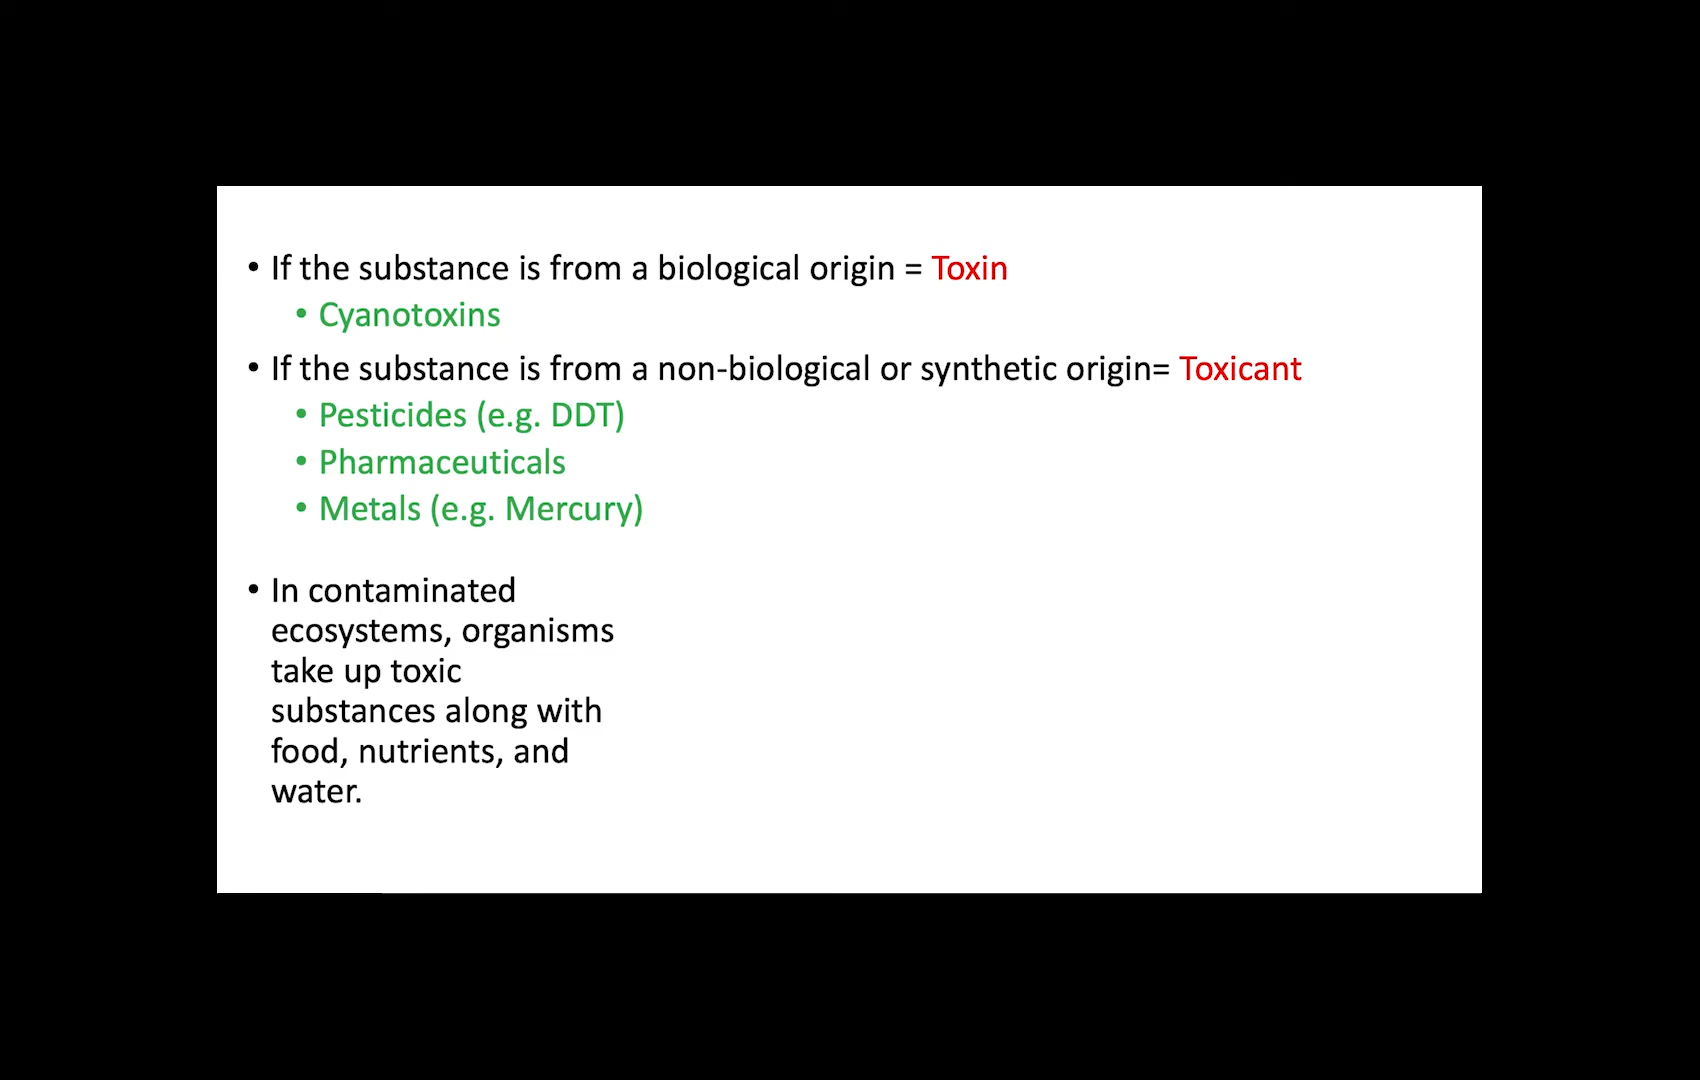 • If the substance is from a biological origin = Toxin
• Cyanotoxins
• If the substance is from a non-biological or synthetic origin= Toxicant
• Pesticides (e.g. DDT)
• Pharmaceuticals
• Metals (e.g. Mercury)
• In contaminated
ecosystems, organisms
take up toxic
substances along with
food, nutrients, and
water.